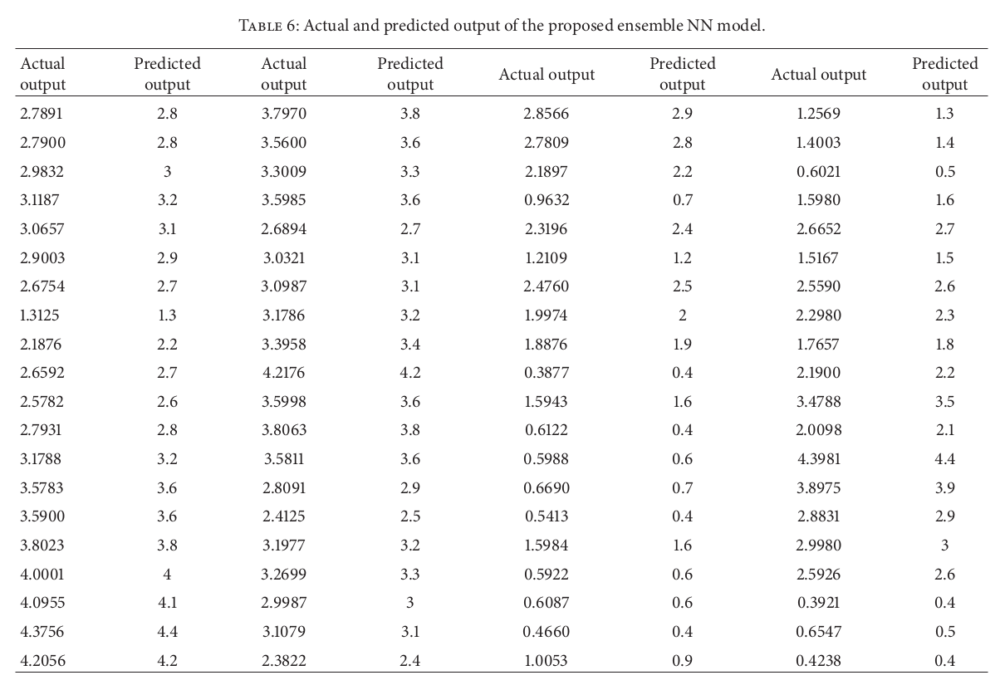 TABLE 6: Actual and predicted output of the proposed ensemble NN model.
Actual output Predicted output Actual output Predicted output Actual output Predicted output Actual output Predicted output
2.7891 2.8 3.7970 3.8 2.8566 2.9 1.2569 1.3
2.7900 2.8 3.5600 3.6 2.7809 2.8 1.4003 1.4
2.9832 3 3.3009 3.3 2.1897 2.2 0.6021 0.5
3.1187 3.2 3.5985 3.6 0.9632 0.7 1.5980 1.6
3.0657 3.1 2.6894 2.7 2.3196 2.4 2.6652 2.7
2.9003 2.9 3.0321 3.1 1.2109 1.2 1.5167 1.5
2.6754 2.7 3.0987 3.1 2.4760 2.5 2.5590 2.6
1.3125 1.3 3.1786 3.2 1.9974 2 2.2980 2.3
2.1876 2.2 3.3958 3.4 1.8876 1.9 1.7657 1.8
2.6592 2.7 4.2176 4.2 0.3877 0.4 2.1900 2.2
2.5782 2.6 3.5998 3.6 1.5943 1.6 3.4788 3.5
2.7931 2.8 3.8063 3.8 0.6122 0.4 2.0098 2.1
3.1788 3.2 3.5811 3.6 0.5988 0.6 4.3981 4.4
3.5783 3.6 2.8091 2.9 0.6690 0.7 3.8975 3.9
3.5900 3.6 2.4125 2.5 0.5413 0.4 2.8831 2.9
3.8023 3.8 3.1977 3.2 1.5984 1.6 2.9980 3
4.0001 4 3.2699 3.3 0.5922 0.6 2.5926 2.6
4.0955 4.1 2.9987 3 0.6087 0.6 0.3921 0.4
4.3756 4.4 3.1079 3.1 0.4660 0.4 0.6547 0.5
4.2056 4.2 2.3822 2.4 1.0053 0.9 0.4238 0.4